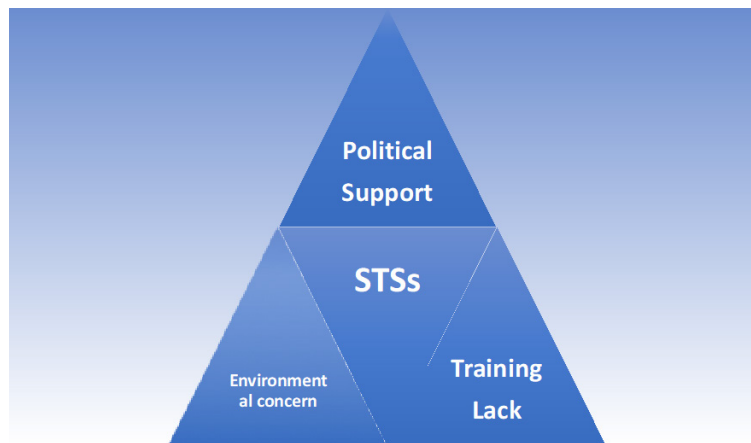 Political
Support
STSs
Environment
al concern
Training
Lack